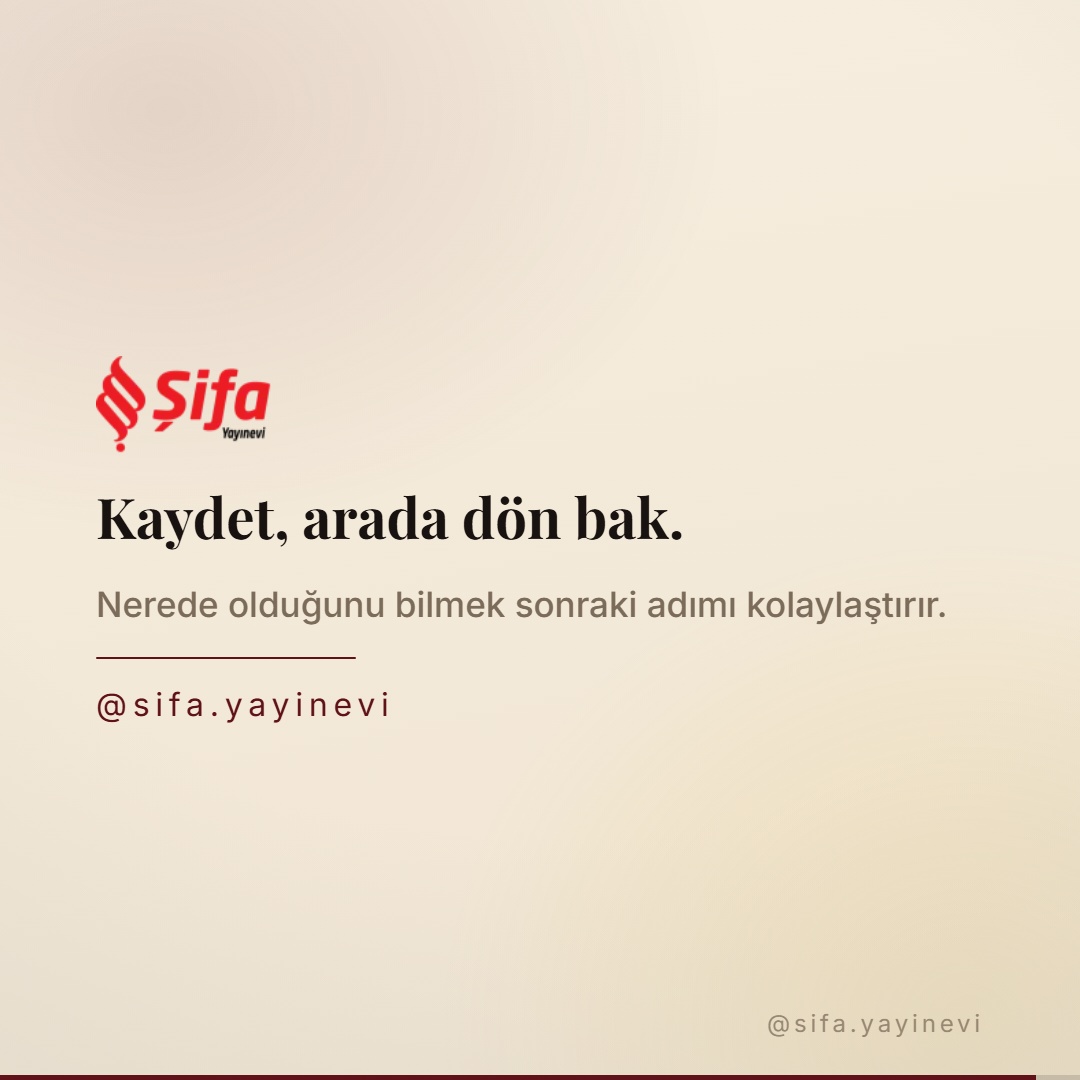 Şifa
Yayınevi
Kaydet, arada dön bak.
Nerede olduğunu bilmek sonraki adımı kolaylaştırır.
@sifa.yayinevi
@sifa.yayinevi